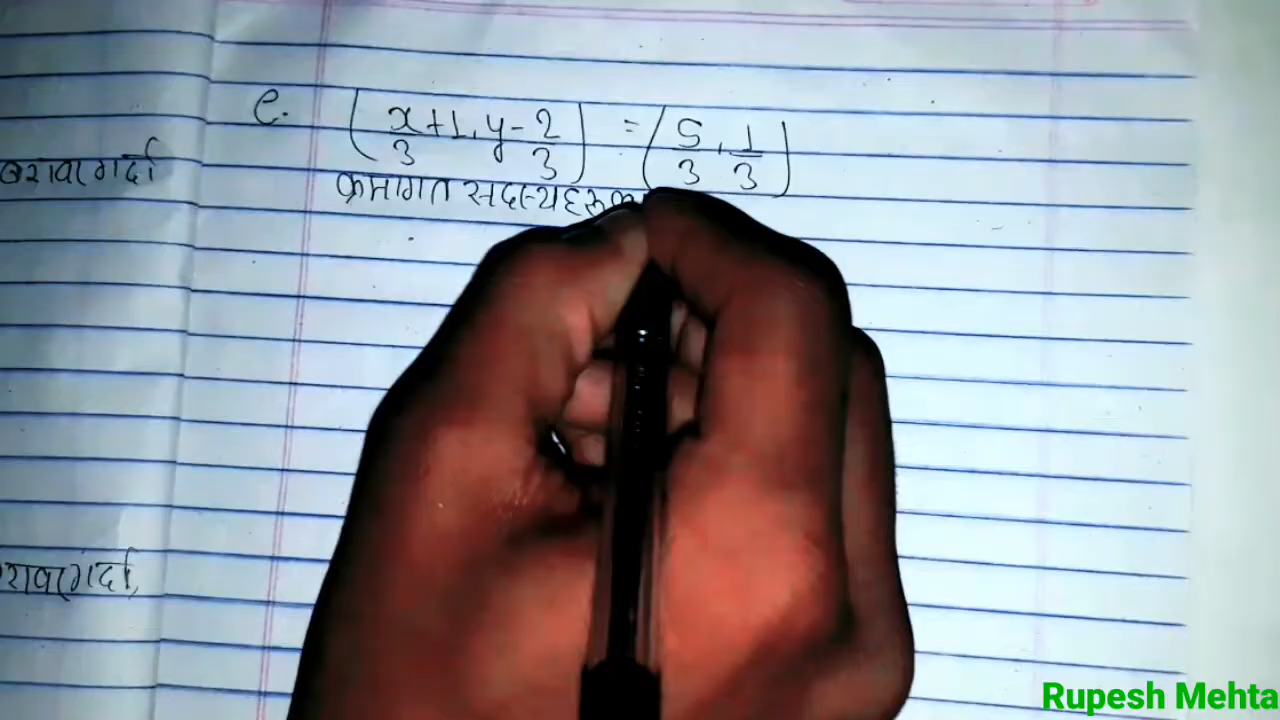 e. (x/3 + 1, y - 2/3) = (5/3, 1/3)
क्रमागत सदस्यहरू
बराबर गर्दा
राबर गर्दा,
Rupesh Mehta